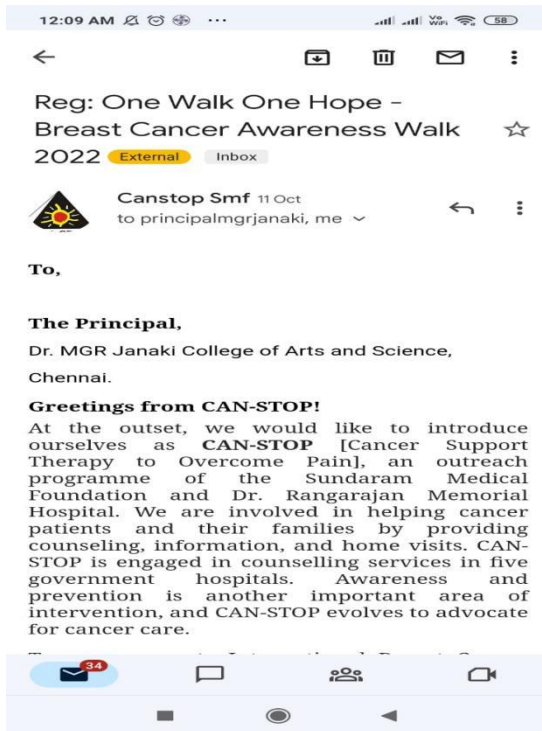 12:09 AM ... Vo WiFi 58
Reg: One Walk One Hope -
Breast Cancer Awareness Walk
2022 External Inbox
Canstop Smf 11 Oct
to principalmgrjanaki, me
To,
The Principal,
Dr. MGR Janaki College of Arts and Science,
Chennai.
Greetings from CAN-STOP!
At the outset, we would like to introduce
ourselves as CAN-STOP [Cancer Support
Therapy to Overcome Pain], an outreach
programme of the Sundaram Medical
Foundation and Dr. Rangarajan Memorial
Hospital. We are involved in helping cancer
patients and their families by providing
counseling, information, and home visits. CAN-
STOP is engaged in counselling services in five
government hospitals. Awareness and
prevention is another important area of
intervention, and CAN-STOP evolves to advocate
for cancer care.
34